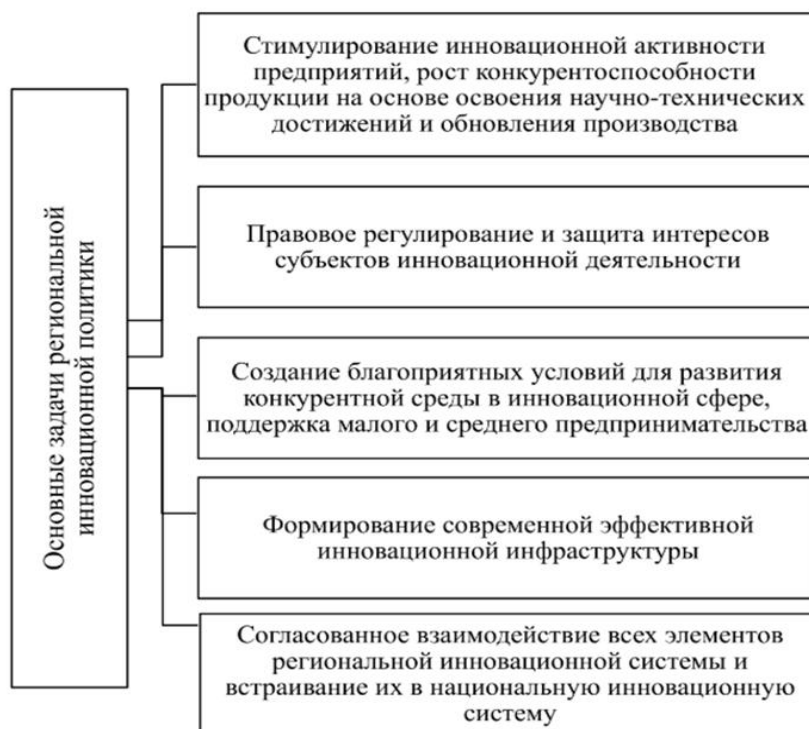 Основные задачи региональной
инновационной политики
Стимулирование инновационной активности
предприятий, рост конкурентоспособности
продукции на основе освоения научно-технических
достижений и обновления производства
Правовое регулирование и защита интересов
субъектов инновационной деятельности
Создание благоприятных условий для развития
конкурентной среды в инновационной сфере,
поддержка малого и среднего предпринимательства
Формирование современной эффективной
инновационной инфраструктуры
Согласованное взаимодействие всех элементов
региональной инновационной системы и
встраивание их в национальную инновационную
систему